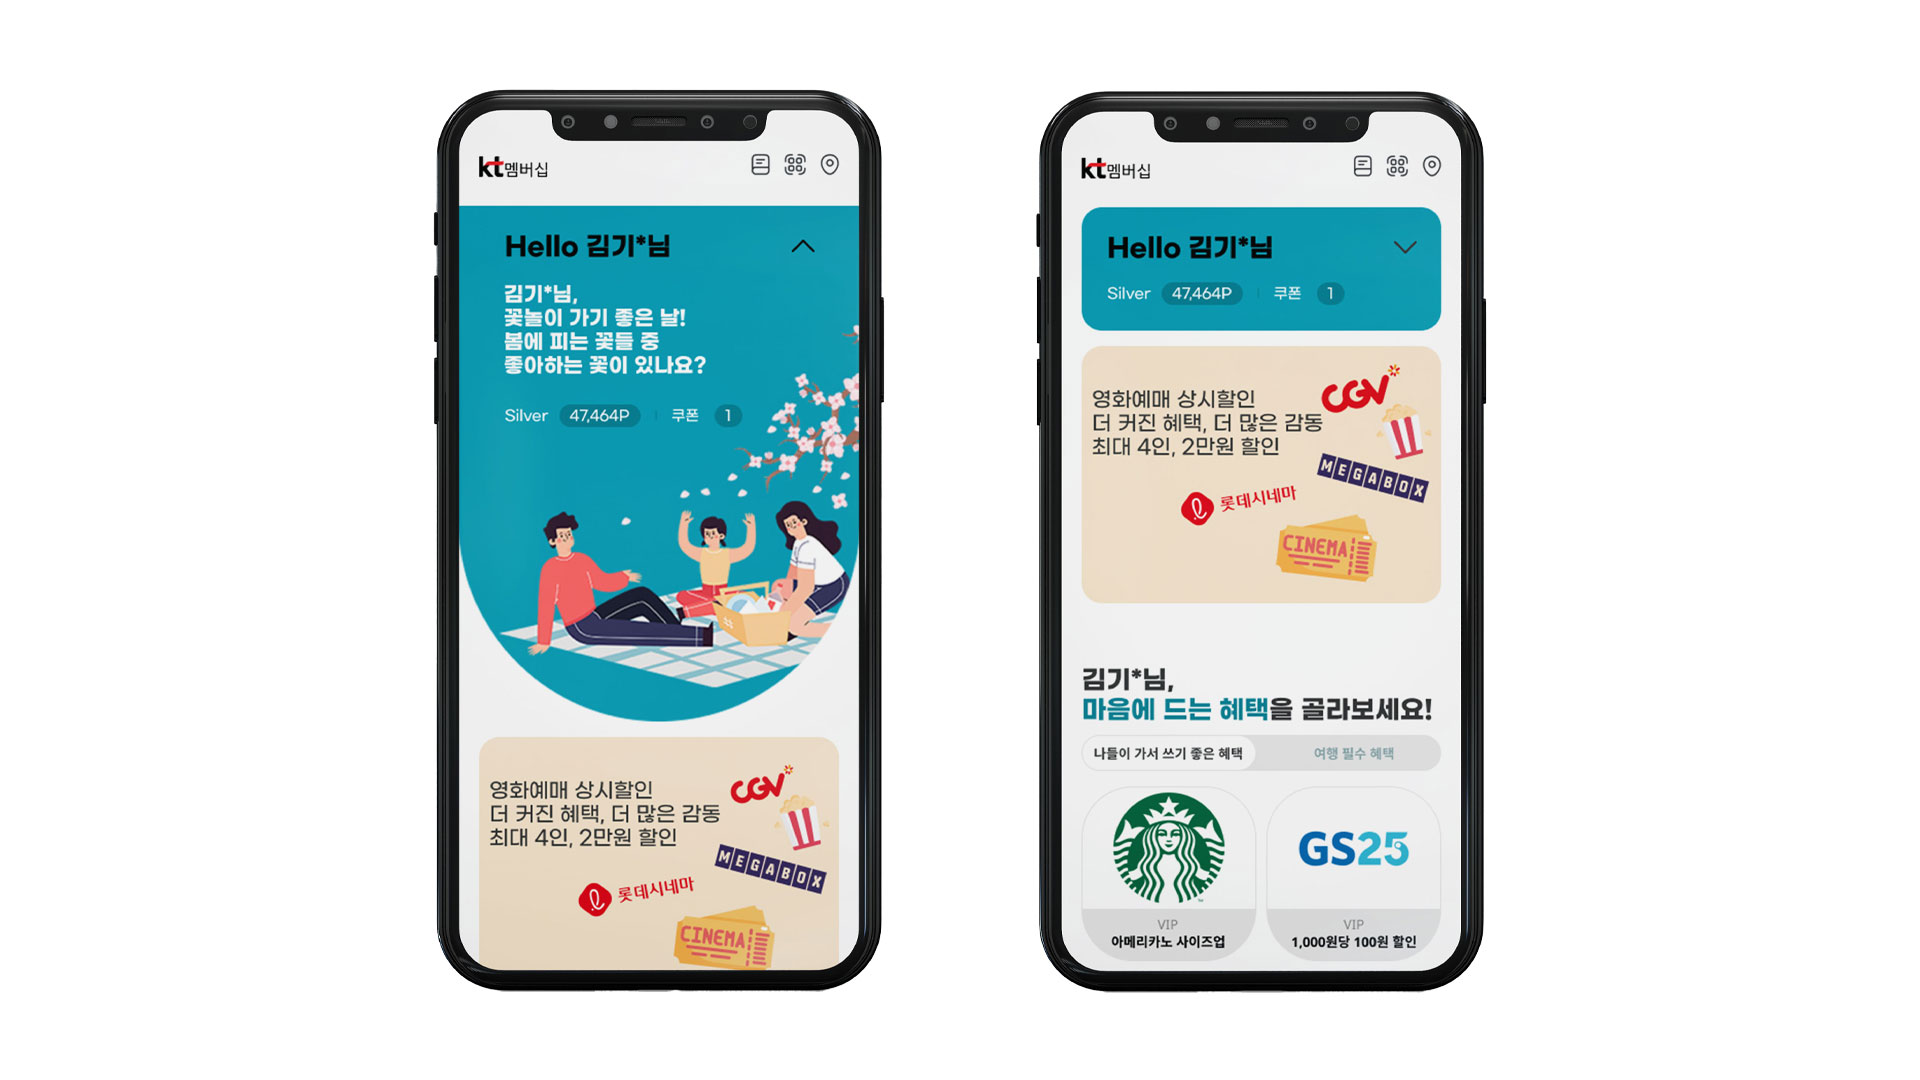 kt 멤버십
Hello 김기*님
김기*님,
꽃놀이 가기 좋은 날!
봄에 피는 꽃들 중
좋아하는 꽃이 있나요?
Silver 47,464P 쿠폰 1
영화예매 상시할인
더 커진 혜택, 더 많은 감동
최대 4인, 2만원 할인
CGV
MEGABOX
롯데시네마
CINEMA
kt 멤버십
Hello 김기*님
Silver 47,464P 쿠폰 1
영화예매 상시할인
더 커진 혜택, 더 많은 감동
최대 4인, 2만원 할인
CGV
MEGABOX
롯데시네마
CINEMA
김기*님,
마음에 드는 혜택을 골라보세요!
나들이 가서 쓰기 좋은 혜택 여행 필수 혜택
GS25
VIP
아메리카노 사이즈업
VIP
1,000원당 100원 할인